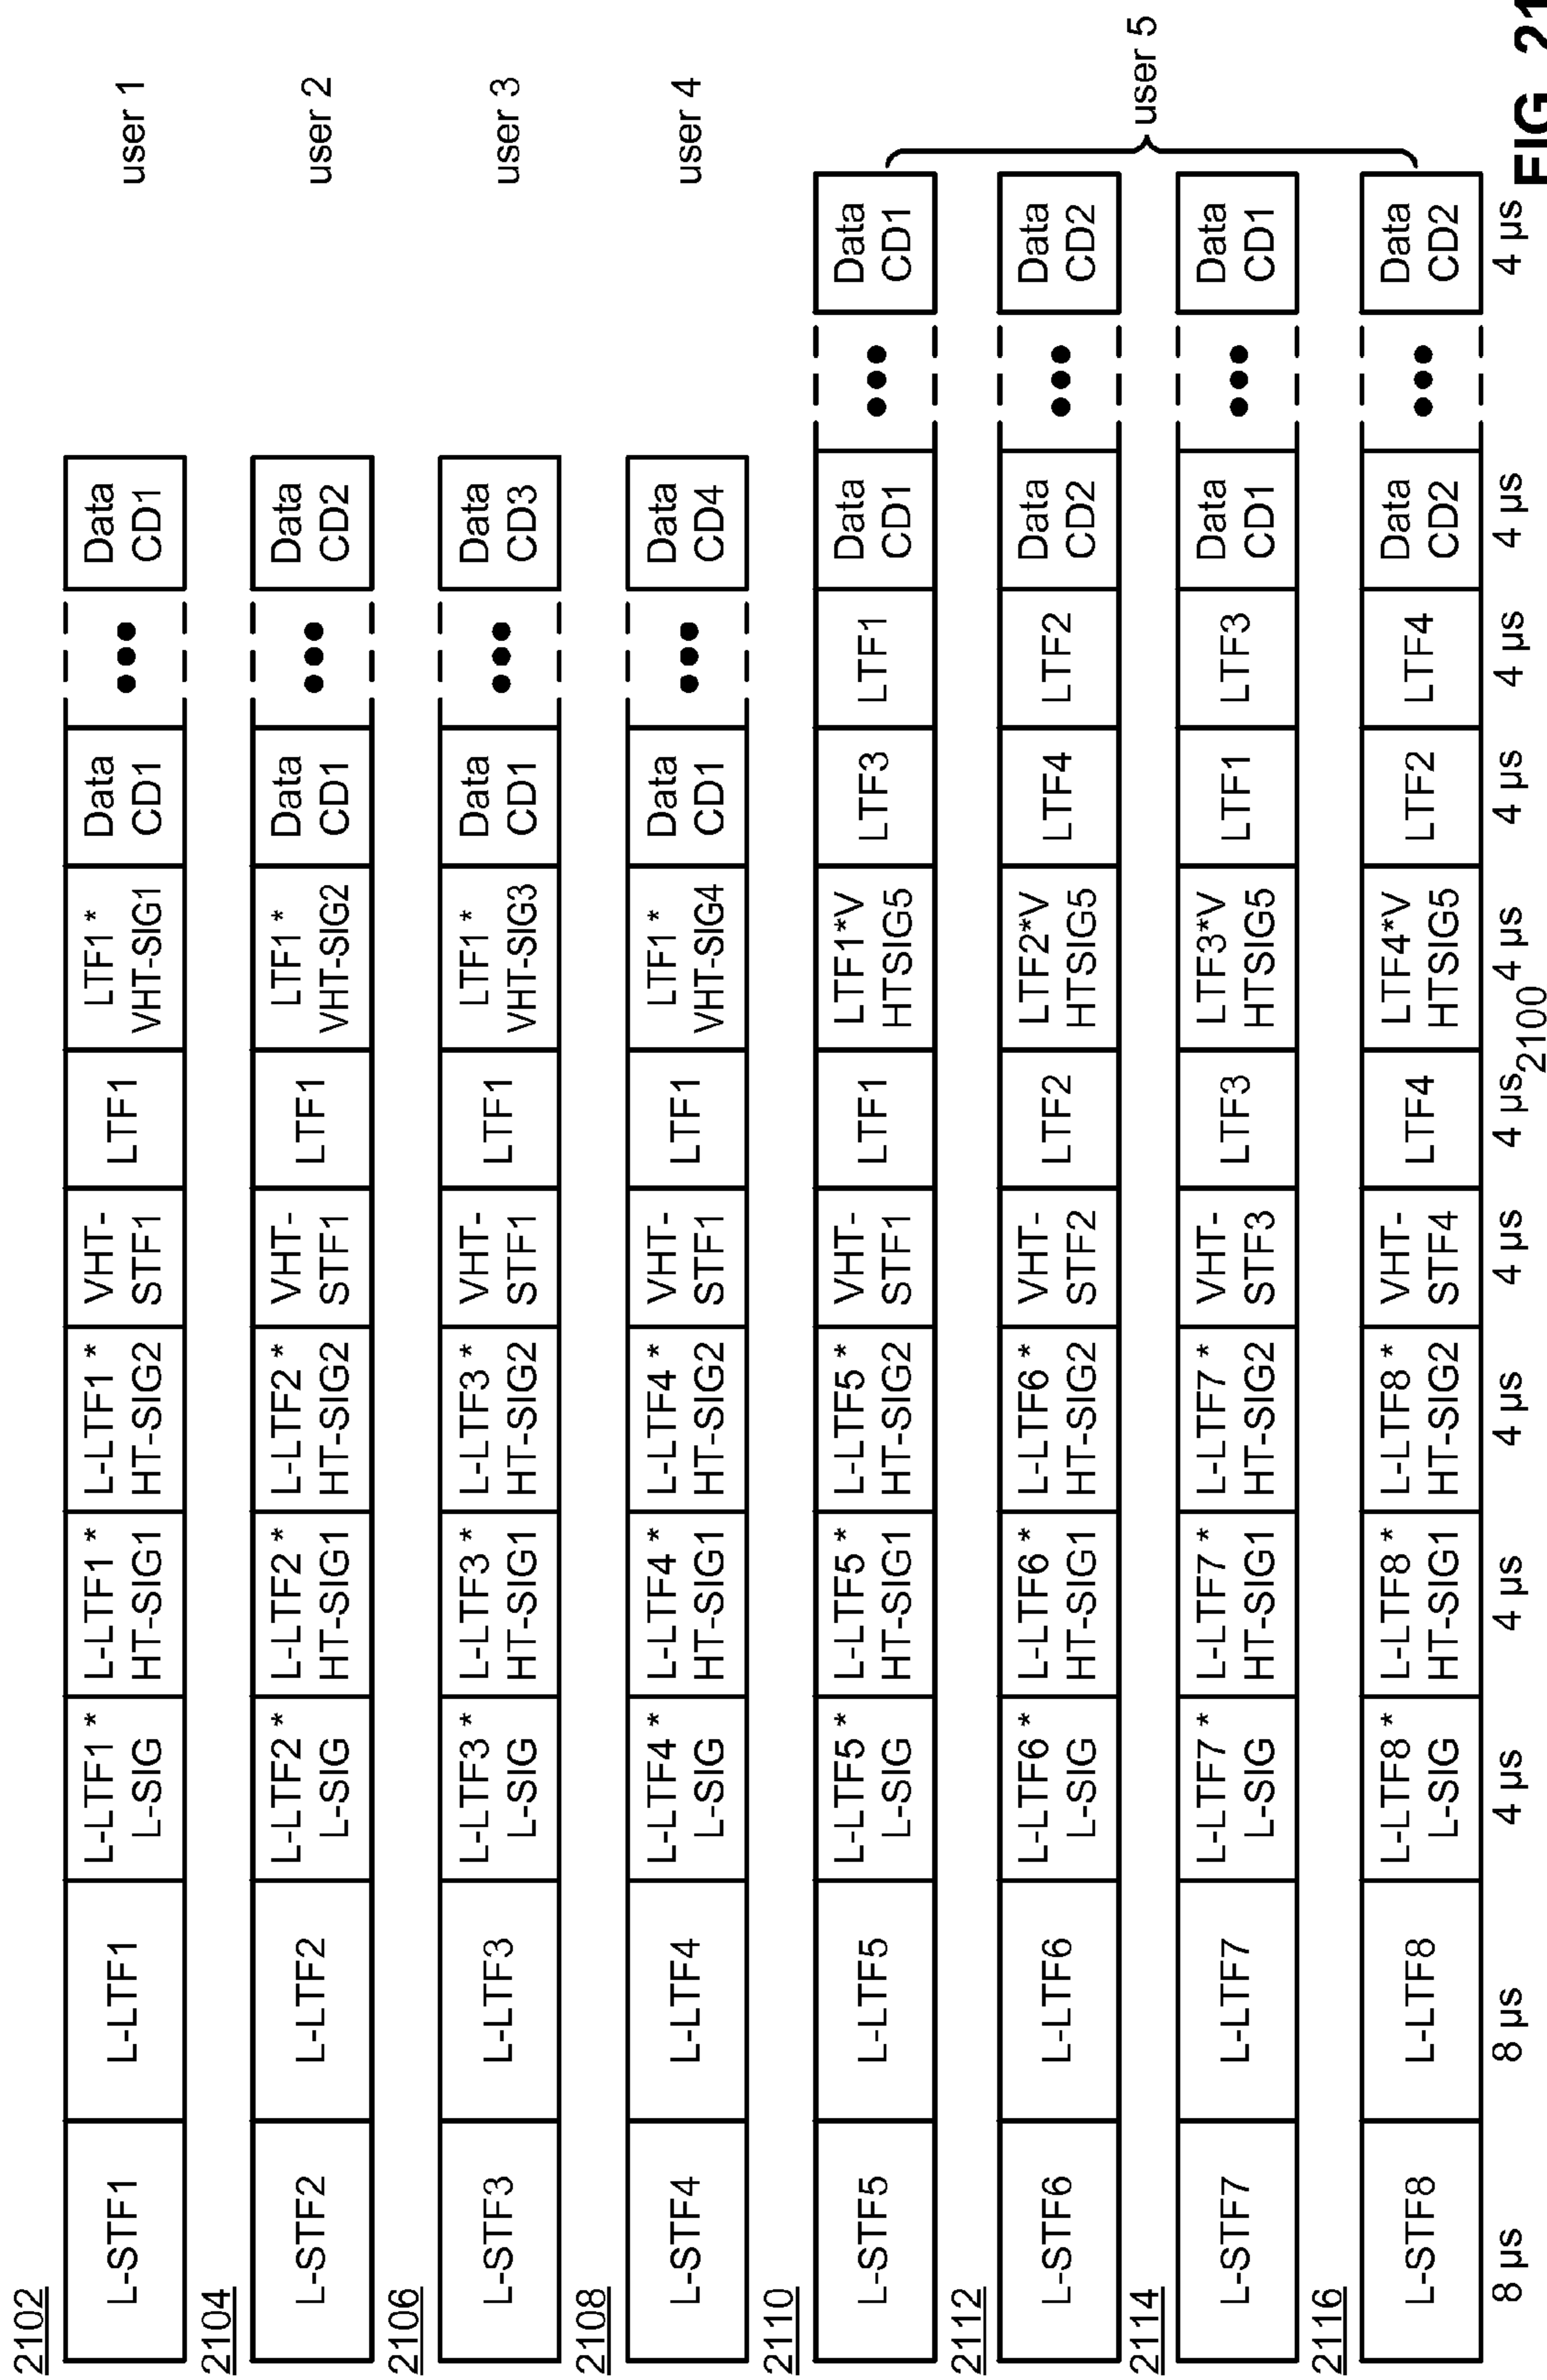 2102
L-STF1
L-LTF1
L-LTF1 *
L-SIG
L-LTF1 *
HT-SIG1
L-LTF1 *
HT-SIG2
VHT-
STF1
LTF1
LTF1 *
VHT-SIG1
Data
CD1
Data
CD1
user 1
2104
L-STF2
L-LTF2
L-LTF2 *
L-SIG
L-LTF2 *
HT-SIG1
L-LTF2 *
HT-SIG2
VHT-
STF1
LTF1
LTF1 *
VHT-SIG2
Data
CD1
Data
CD2
user 2
2106
L-STF3
L-LTF3
L-LTF3 *
L-SIG
L-LTF3 *
HT-SIG1
L-LTF3 *
HT-SIG2
VHT-
STF1
LTF1
LTF1 *
VHT-SIG3
Data
CD1
Data
CD3
user 3
2108
L-STF4
L-LTF4
L-LTF4 *
L-SIG
L-LTF4 *
HT-SIG1
L-LTF4 *
HT-SIG2
VHT-
STF1
LTF1
LTF1 *
VHT-SIG4
Data
CD1
Data
CD4
user 4
2110
L-STF5
L-LTF5
L-LTF5 *
L-SIG
L-LTF5 *
HT-SIG1
L-LTF5 *
HT-SIG2
VHT-
STF1
LTF1
LTF1*V
HTSIG5
LTF3
LTF1
Data
CD1
Data
CD1
2112
L-STF6
L-LTF6
L-LTF6 *
L-SIG
L-LTF6 *
HT-SIG1
L-LTF6 *
HT-SIG2
VHT-
STF2
LTF2
LTF2*V
HTSIG5
LTF4
LTF2
Data
CD2
Data
CD2
user 5
2114
L-STF7
L-LTF7
L-LTF7 *
L-SIG
L-LTF7 *
HT-SIG1
L-LTF7 *
HT-SIG2
VHT-
STF3
LTF3
LTF3*V
HTSIG5
LTF1
LTF3
Data
CD1
Data
CD1
2116
L-STF8
L-LTF8
L-LTF8 *
L-SIG
L-LTF8 *
HT-SIG1
L-LTF8 *
HT-SIG2
VHT-
STF4
LTF4
LTF4*V
HTSIG5
LTF2
LTF4
Data
CD2
Data
CD2
8 µs
8 µs
4 µs
4 µs
4 µs
4 µs
4 µs
4 µs
4 µs
4 µs
4 µs
4 µs
2100
FIG. 21